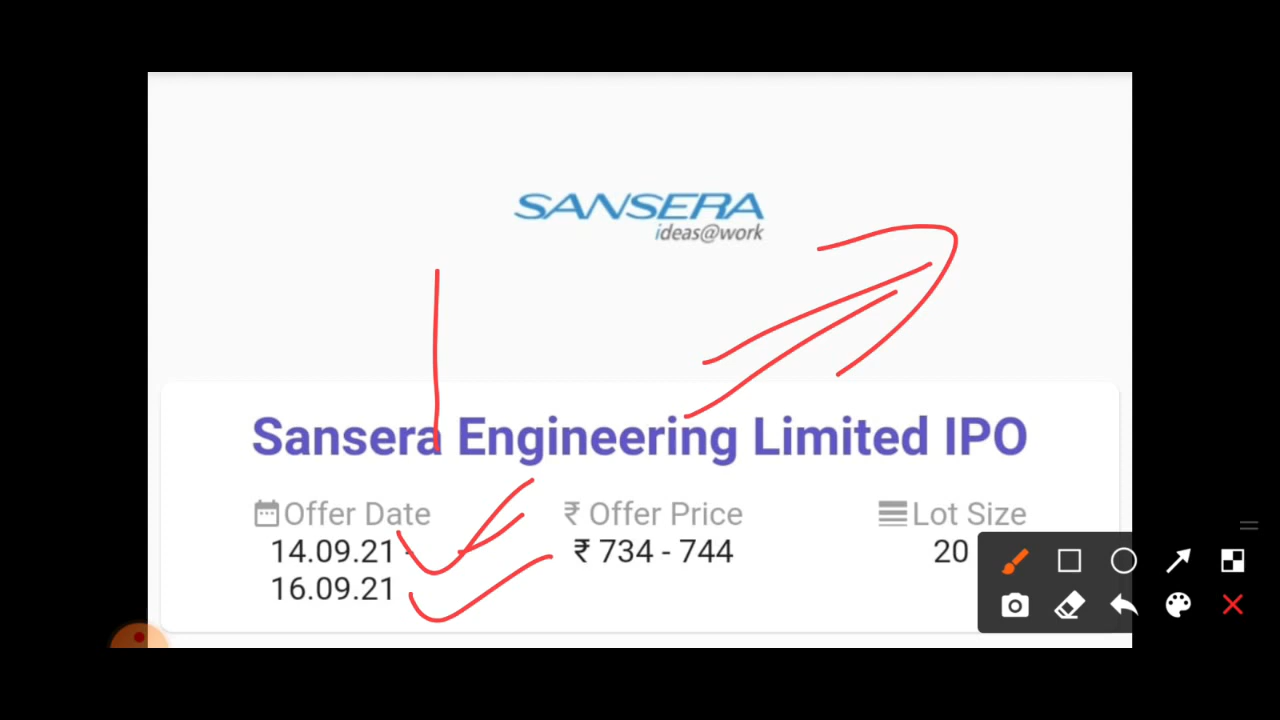 SANSERA
ideas@work
Sansera Engineering Limited IPO
Offer Date
14.09.21 -
16.09.21
₹ Offer Price
₹ 734 - 744
Lot Size
20